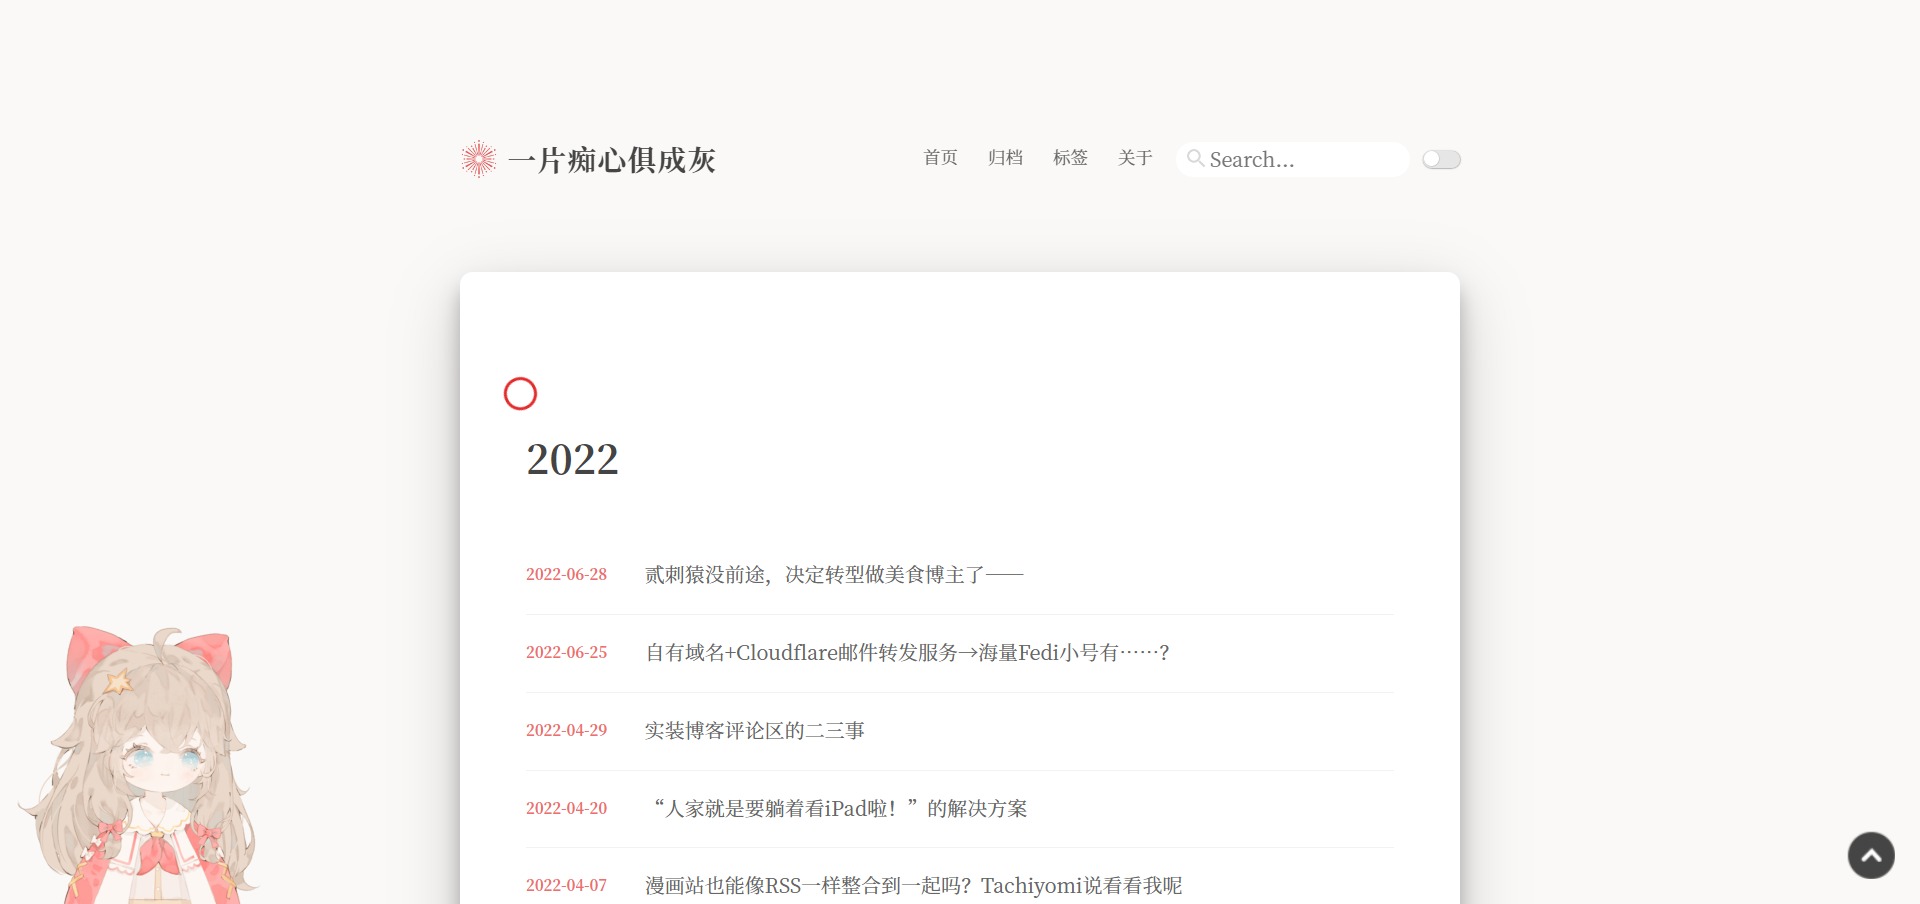 一片痴心俱成灰
首页 归档 标签 关于 Search...
2022
2022-06-28 贰刺猿没前途，决定转型做美食博主了——
2022-06-25 自有域名+Cloudflare邮件转发服务→海量Fedi小号有……？
2022-04-29 实装博客评论区的二三事
2022-04-20 “人家就是要躺着看iPad啦！”的解决方案
2022-04-07 漫画站也能像RSS一样整合到一起吗？Tachiyomi说看看我呢